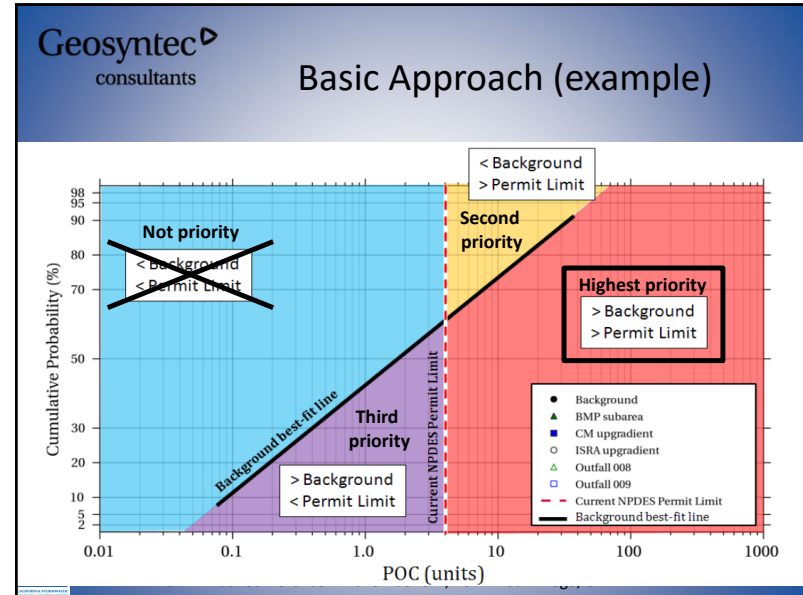 Geosyntec
consultants
Basic Approach (example)
< Background
> Permit Limit
98
95
90
80
70
50
30
20
10
5
2
Cumulative Probability (%)
Not priority
< Background
< Permit Limit
Second
priority
Highest priority
> Background
> Permit Limit
Background best-fit line
Third
priority
> Background
< Permit Limit
Current NPDES Permit Limit
Background
BMP subarea
CM upgradient
ISRA upgradient
Outfall 008
Outfall 009
Current NPDES Permit Limit
Background best-fit line
0.01
0.1
1.0
10
100
1000
POC (units)